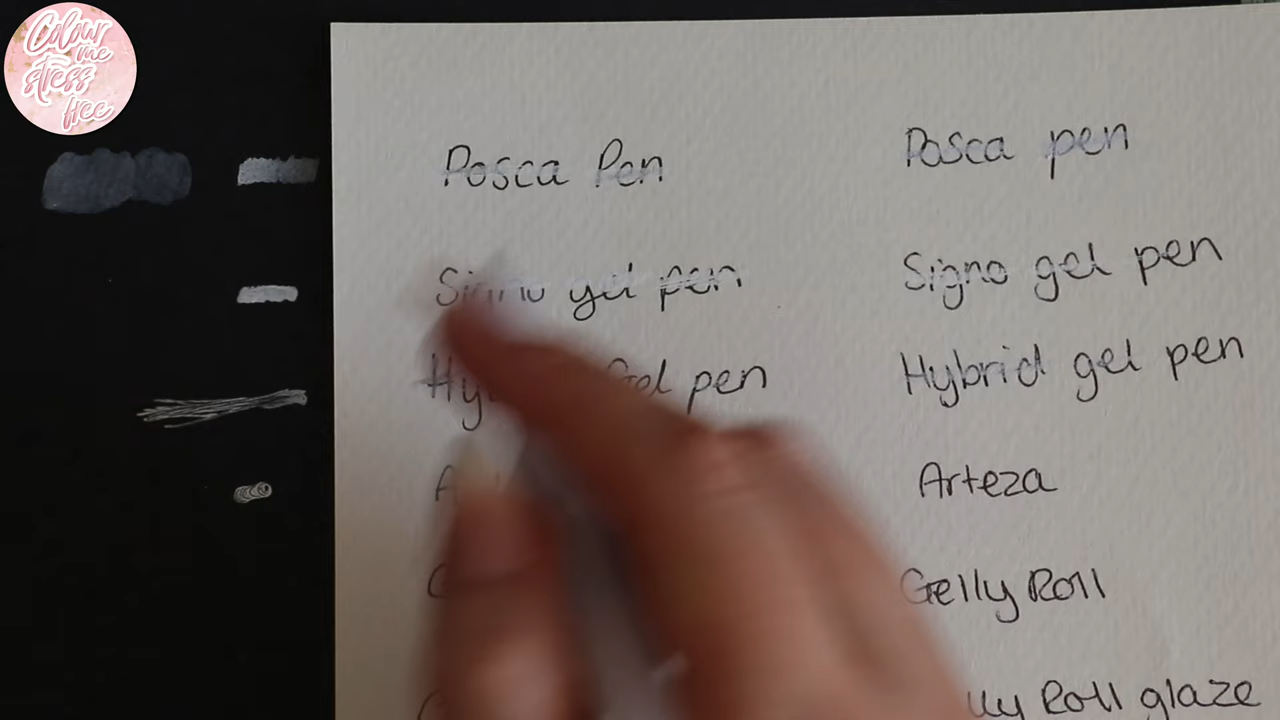 Colour
me
stress
free
Posca Pen
Posca pen
Signo gel pen
Signo gel pen
Gel pen
Hybrid gel pen
Arteza
Gelly Roll
Roll glaze